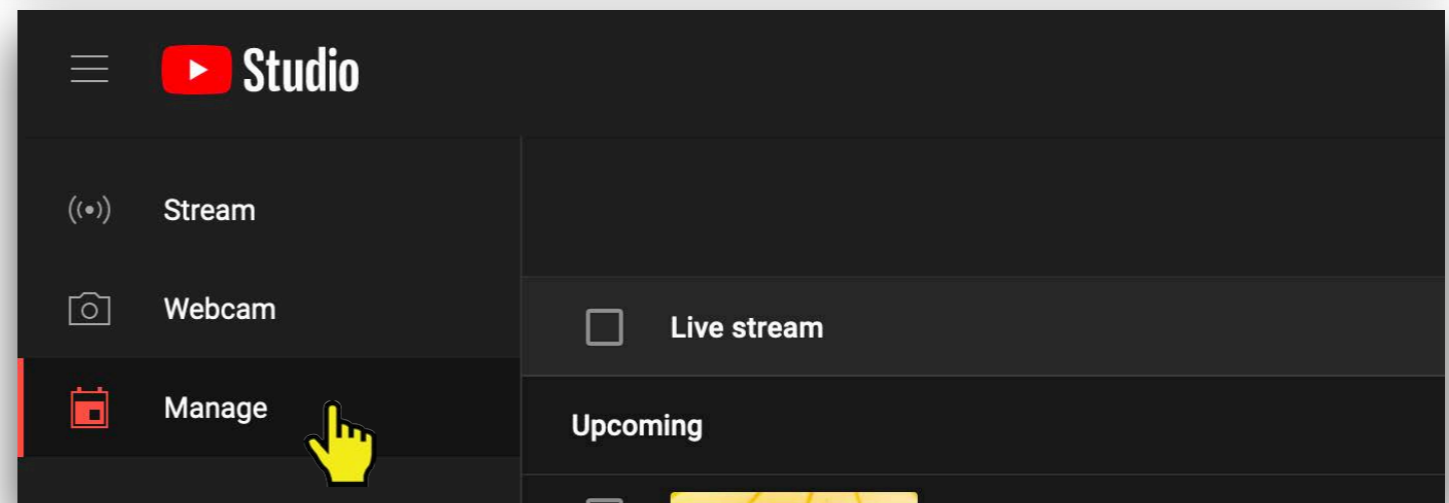 Studio
Stream
Webcam
Live stream
Manage
Upcoming